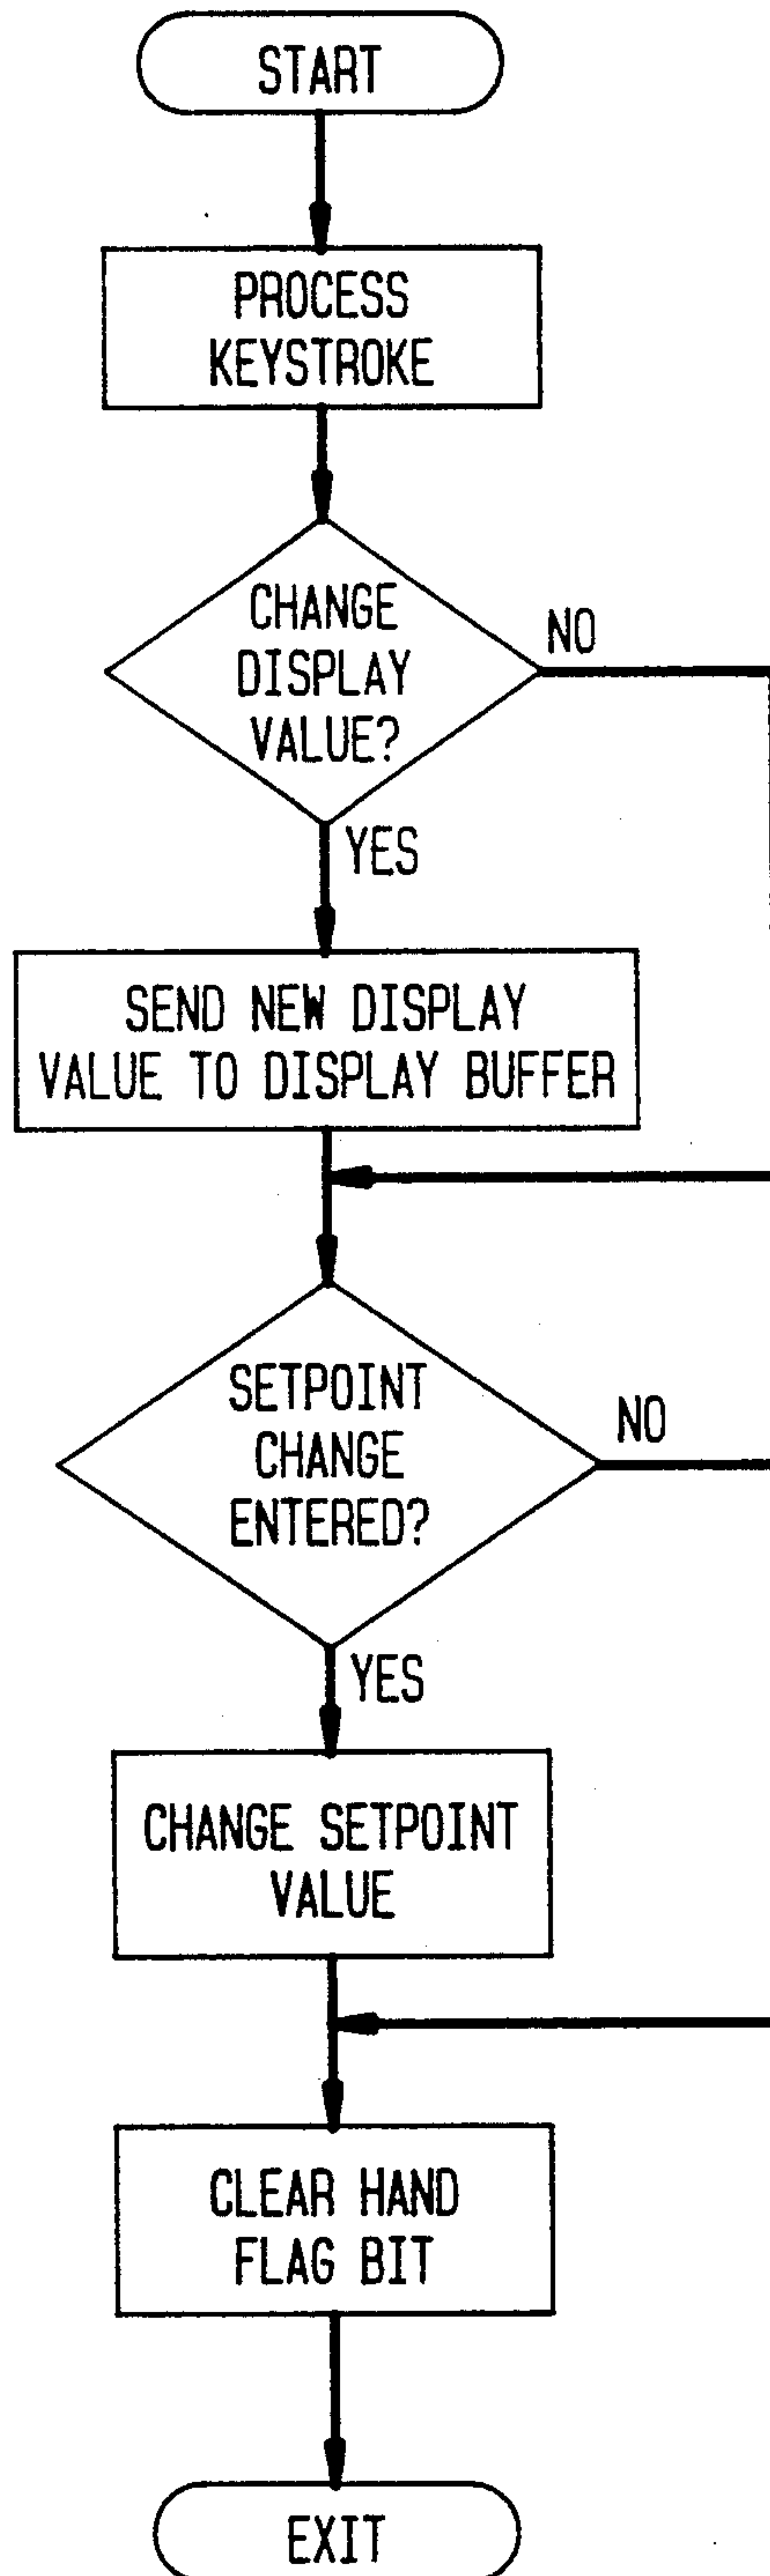 START
PROCESS
KEYSTROKE
CHANGE
DISPLAY
VALUE?
NO
YES
SEND NEW DISPLAY
VALUE TO DISPLAY BUFFER
SETPOINT
CHANGE
ENTERED?
NO
YES
CHANGE SETPOINT
VALUE
CLEAR HAND
FLAG BIT
EXIT